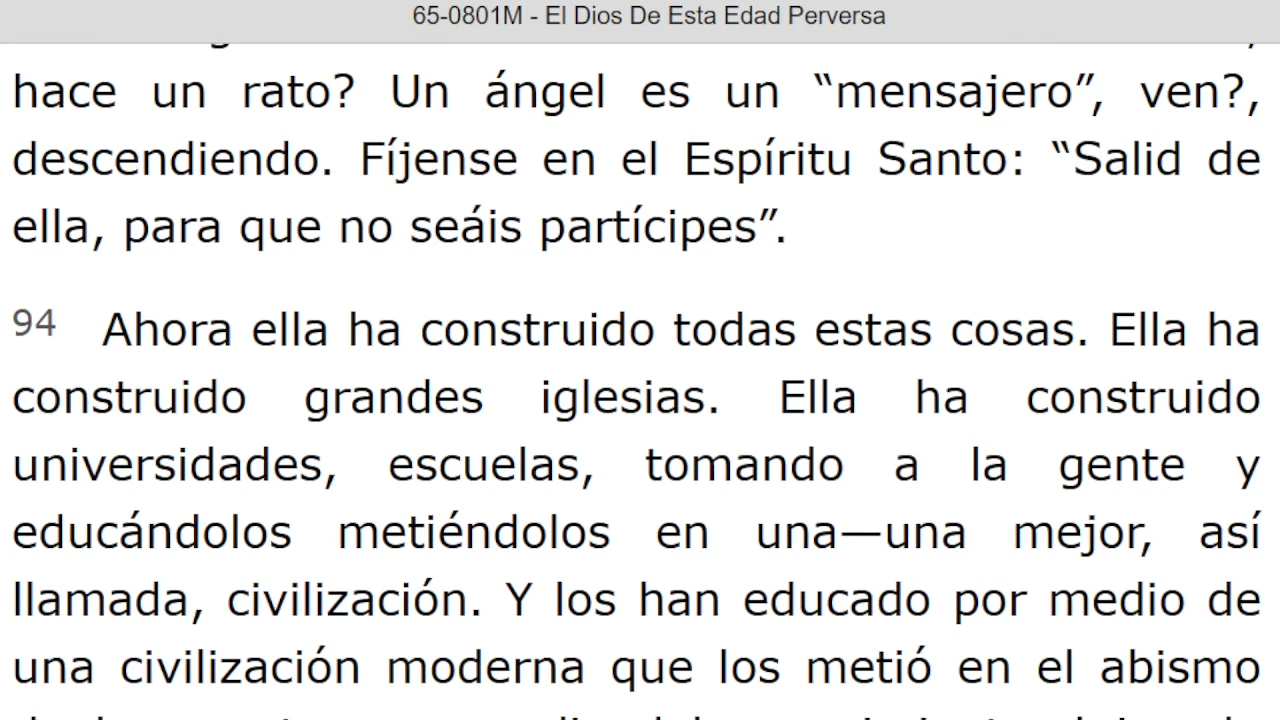 65-0801M - El Dios De Esta Edad Perversa
hace un rato? Un ángel es un “mensajero”, ven?,
descendiendo. Fíjense en el Espíritu Santo: “Salid de
ella, para que no seáis partícipes”.
94 Ahora ella ha construido todas estas cosas. Ella ha
construido grandes iglesias. Ella ha construido
universidades, escuelas, tomando a la gente y
educándolos metiéndolos en una—una mejor, así
llamada, civilización. Y los han educado por medio de
una civilización moderna que los metió en el abismo